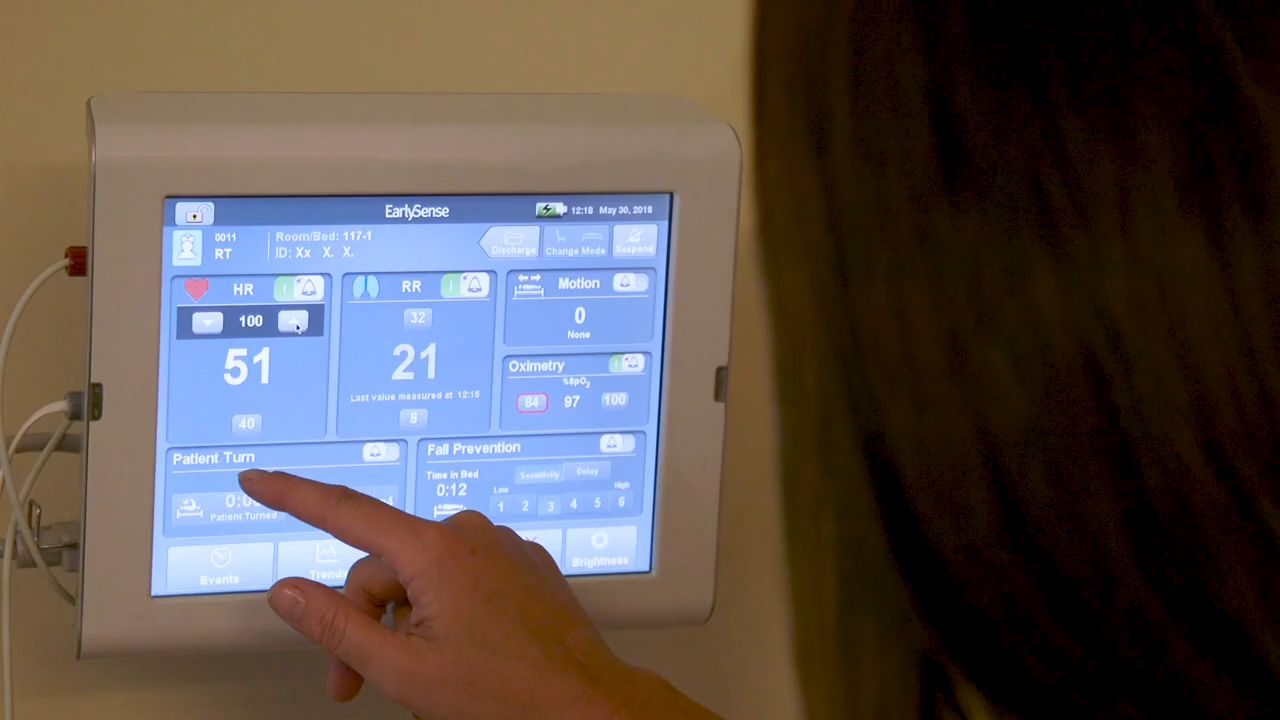 EarlySense
12:18 May 30, 2018
0011
RT
Room/Bed: 117-1
ID: Xx X. X.
Discharge
Change Mode
Suspend
HR
100
51
40
RR
32
21
Last value measured at 12:15
8
Motion
0
None
Oximetry
%SpO2
84 97 100
Patient Turn
Patient Turned
Fall Prevention
Time in Bed
0:12
Sensitivity Delay
Low High
1 2 3 4 5 6
Events
Trends
Brightness